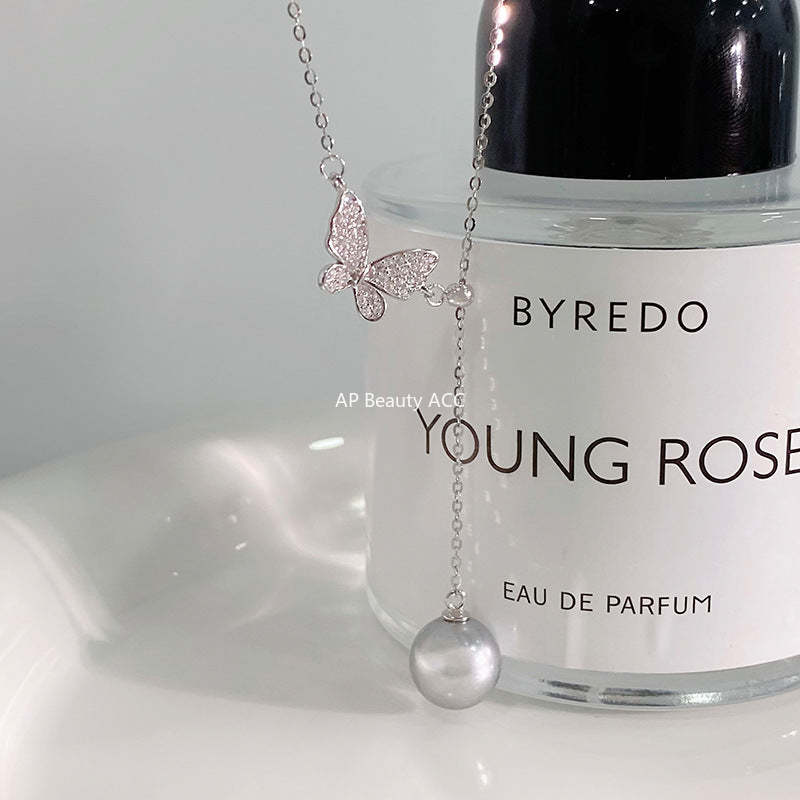 BYREDO
AP Beauty ACC
YOUNG ROSE
EAU DE PARFUM